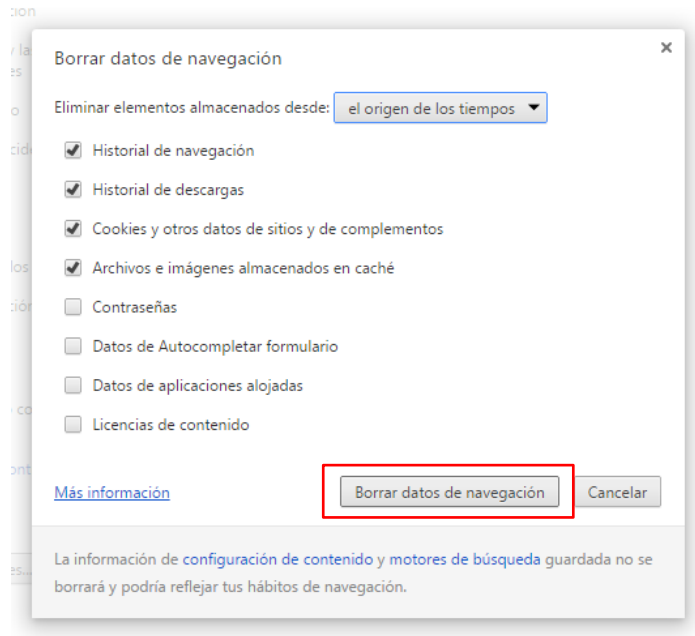 cion
Borrar datos de navegación
Eliminar elementos almacenados desde: el origen de los tiempos
Historial de navegación
Historial de descargas
Cookies y otros datos de sitios y de complementos
Archivos e imágenes almacenados en caché
Contraseñas
Datos de Autocompletar formulario
Datos de aplicaciones alojadas
Licencias de contenido
Más información Borrar datos de navegación Cancelar
La información de configuración de contenido y motores de búsqueda guardada no se
borrará y podría reflejar tus hábitos de navegación.